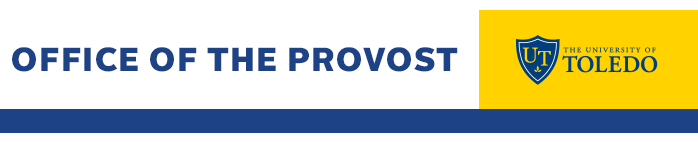 OFFICE OF THE PROVOST
UT
THE UNIVERSITY OF
TOLEDO